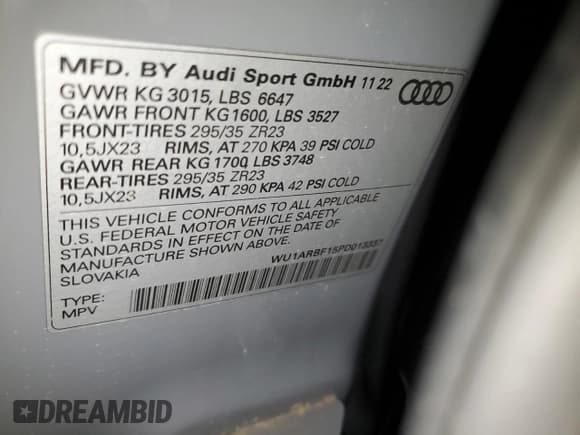 MFD. BY Audi Sport GmbH 11 22
GVWR KG 3015, LBS 6647
GAWR FRONT KG 1600, LBS 3527
FRONT-TIRES 295/35 ZR23
10,5JX23 RIMS, AT 270 KPA 39 PSI COLD
GAWR REAR KG 1700, LBS 3748
REAR-TIRES 295/35 ZR23
10,5JX23 RIMS, AT 290 KPA 42 PSI COLD
THIS VEHICLE CONFORMS TO ALL APPLICABLE
U.S. FEDERAL MOTOR VEHICLE SAFETY
STANDARDS IN EFFECT ON THE DATE OF
MANUFACTURE SHOWN ABOVE.
SLOVAKIA
WU1ARBF15PD013337
TYPE:
MPV
DREAMBID